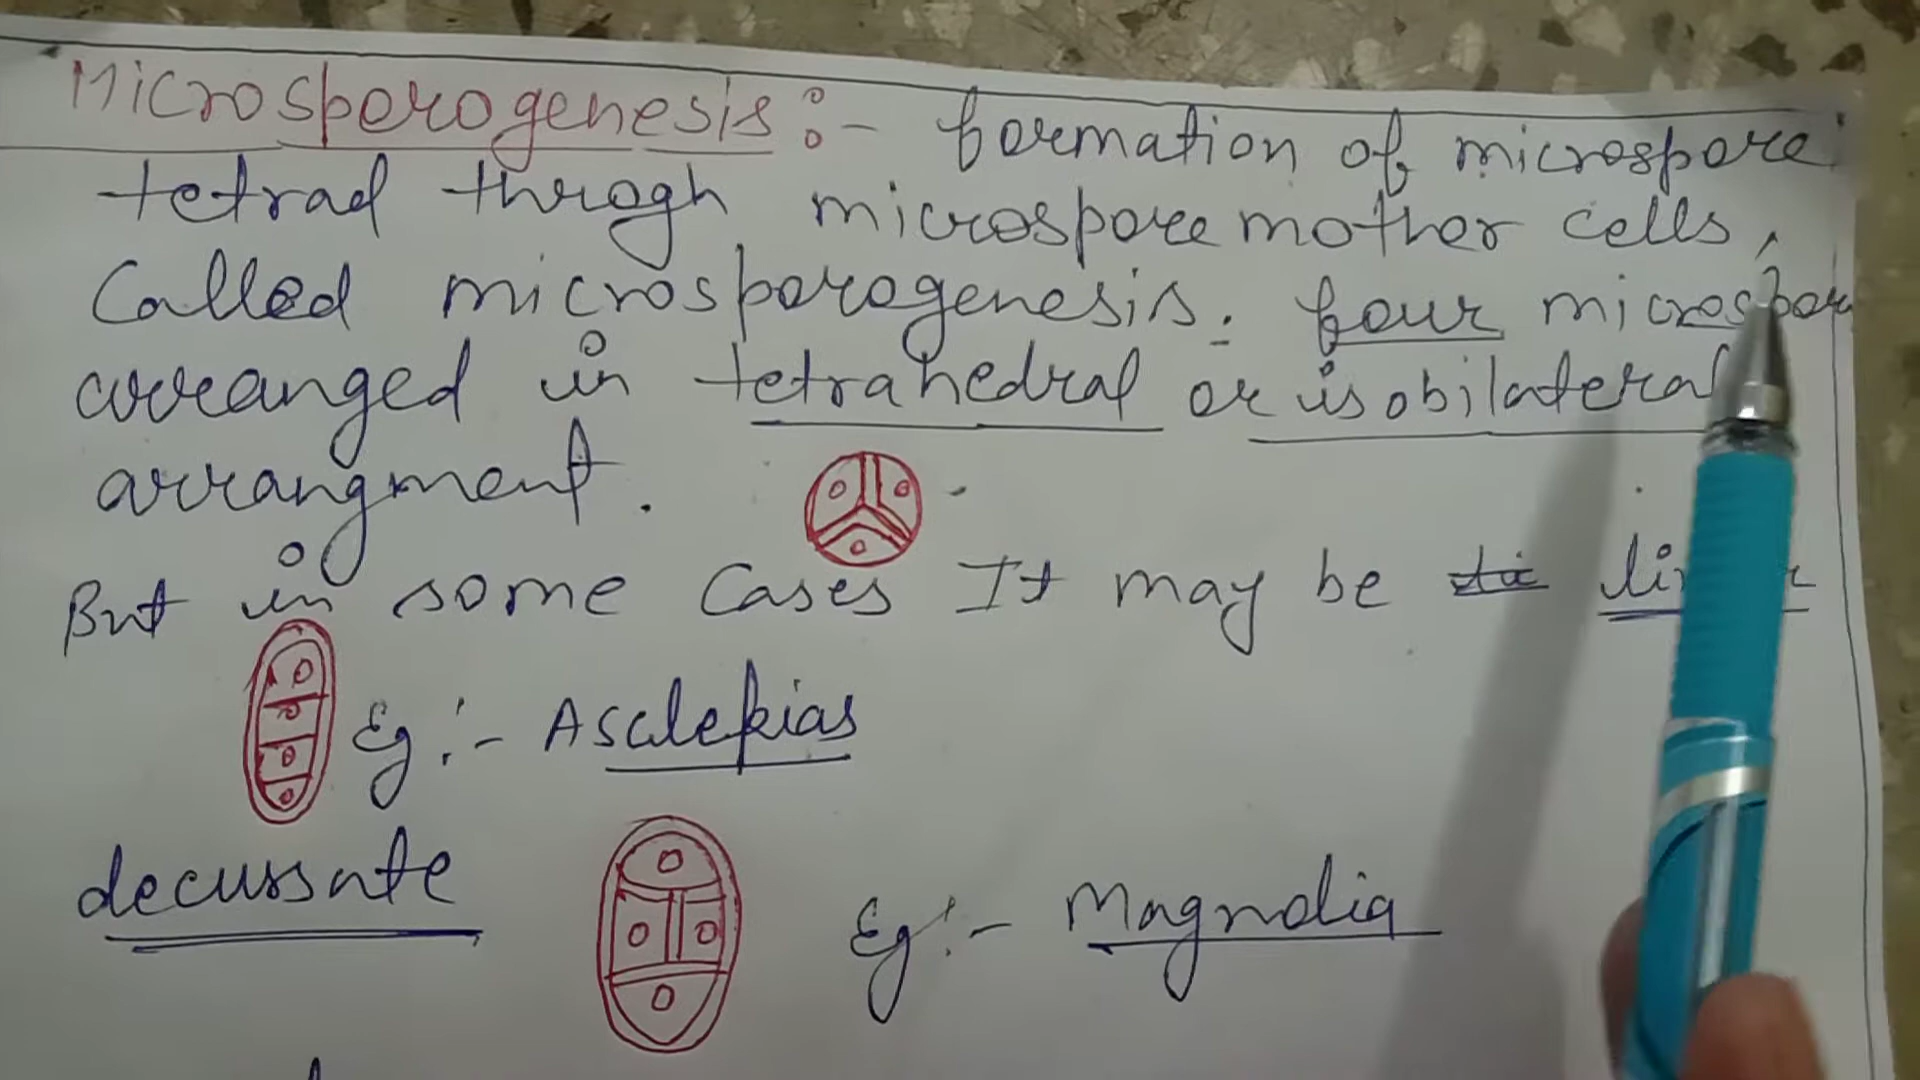 Microsporogenesis:- formation of microspore
tetrad throgh microspore mother cells,
Called microsporogenesis. four
arranged in tetrahedral or isobilateral
arrangment.
But in some Cases It may be
Eg:- Asclepias
decussate Eg:- Magnolia